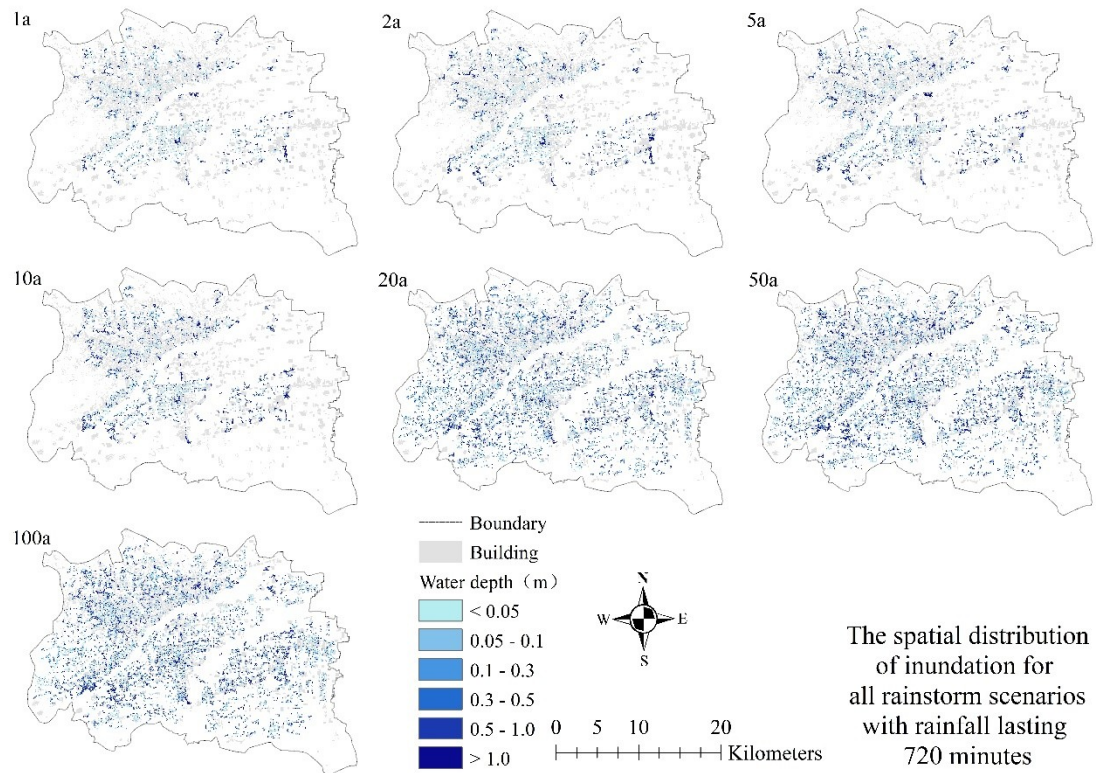 1a
2a
5a
10a
20a
50a
100a
Boundary
Building
Water depth（m）
< 0.05
0.05 - 0.1
0.1 - 0.3
0.3 - 0.5
0.5 - 1.0
> 1.0
N
W E
S
0 5 10 15 20
Kilometers
The spatial distribution
of inundation for
all rainstorm scenarios
with rainfall lasting
720 minutes